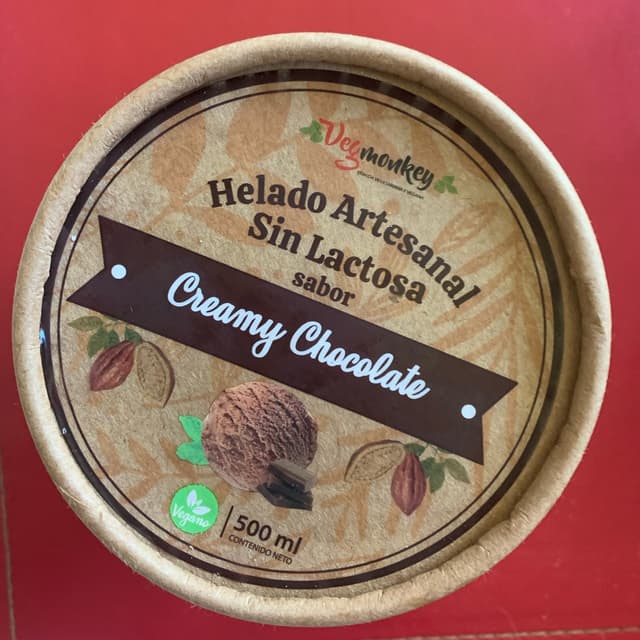 Vegmonkey
Helado Artesanal
Sin Lactosa
sabor
Creamy Chocolate
Vegano
500 ml
CONTENIDO NETO